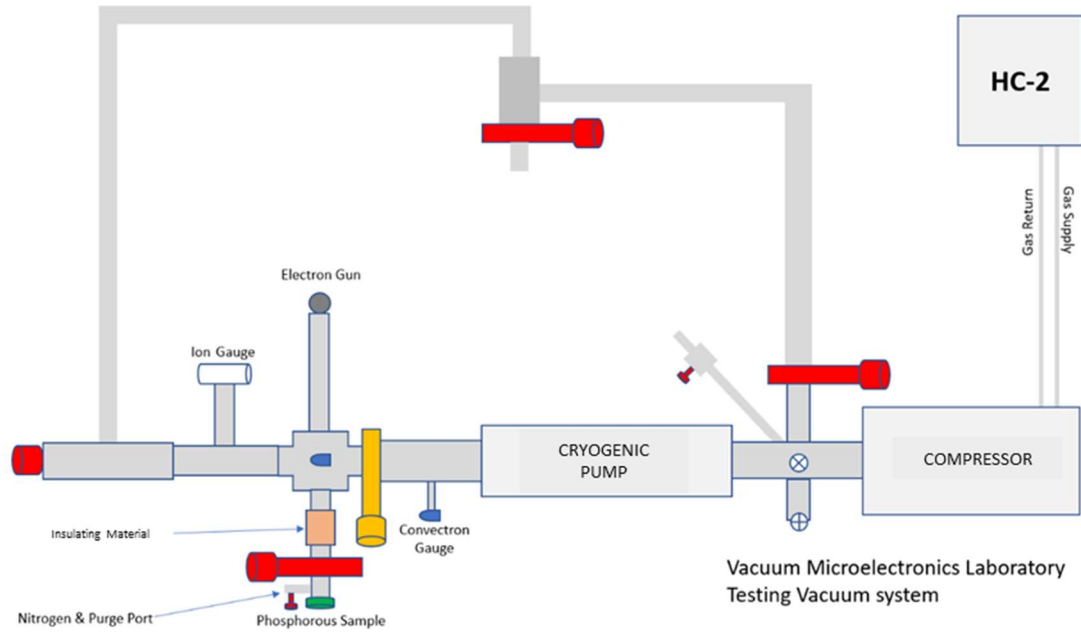 HC-2
Gas Return
Gas Supply
Electron Gun
Ion Gauge
CRYOGENIC
PUMP
COMPRESSOR
Insulating Material
Convectron
Gauge
Nitrogen & Purge Port
Phosphorous Sample
Vacuum Microelectronics Laboratory
Testing Vacuum system